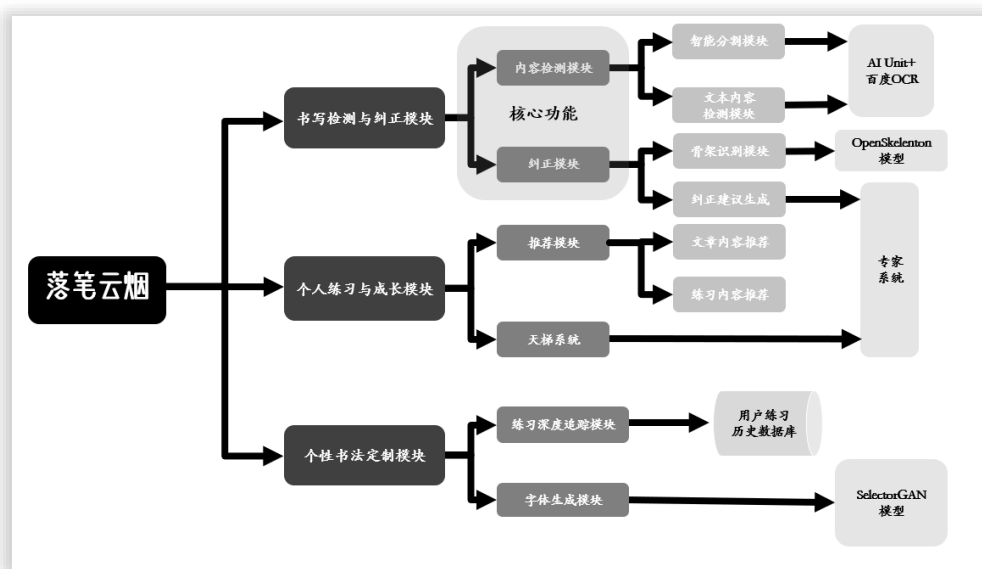 落笔云烟
书写检测与纠正模块
个人练习与成长模块
个性书法定制模块
内容检测模块
核心功能
纠正模块
推荐模块
天梯系统
练习深度追踪模块
字体生成模块
智能分割模块
文本内容
检测模块
骨架识别模块
纠正建议生成
文章内容推荐
练习内容推荐
AI Unit+
百度OCR
OpenSkelenton
模型
专家
系统
用户练习
历史数据库
SelectorGAN
模型